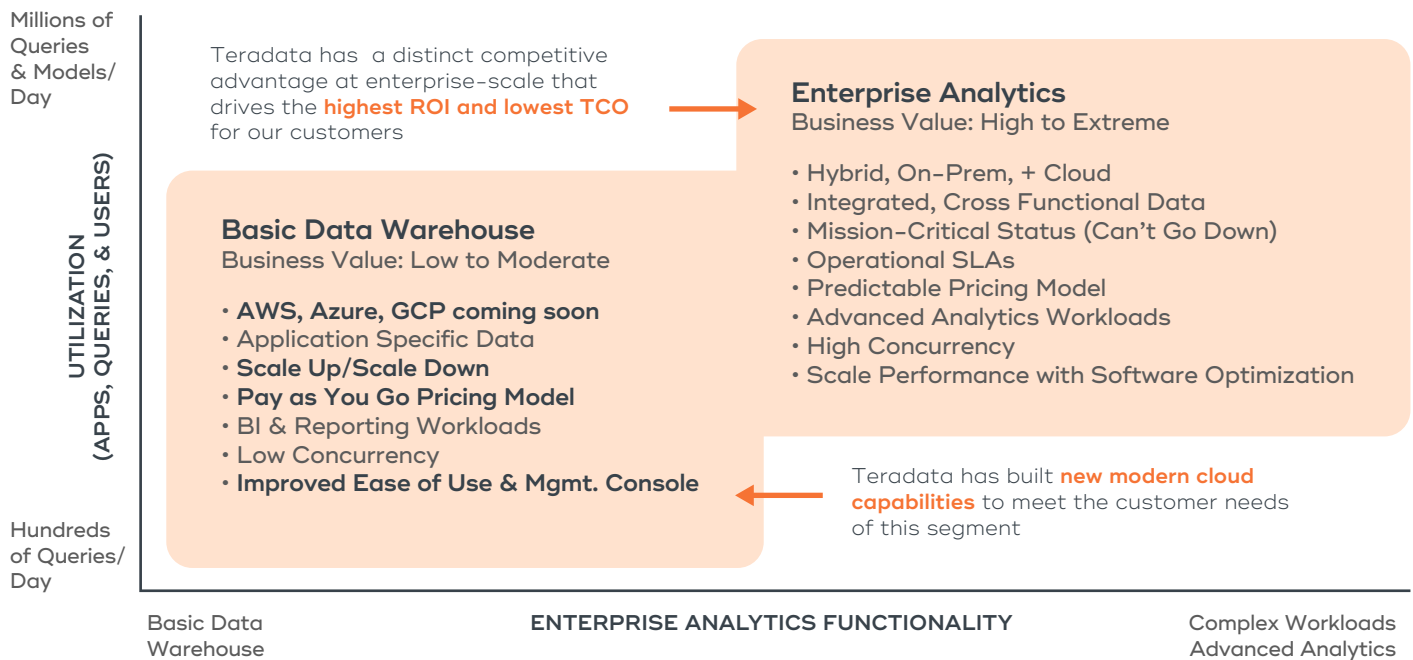 Millions of
Queries
& Models/
Day
Teradata has a distinct competitive
advantage at enterprise-scale that
drives the highest ROI and lowest TCO
for our customers
Enterprise Analytics
Business Value: High to Extreme
• Hybrid, On-Prem, + Cloud
• Integrated, Cross Functional Data
• Mission-Critical Status (Can't Go Down)
• Operational SLAs
• Predictable Pricing Model
• Advanced Analytics Workloads
• High Concurrency
• Scale Performance with Software Optimization
UTILIZATION
(APPS, QUERIES, & USERS)
Basic Data Warehouse
Business Value: Low to Moderate
• AWS, Azure, GCP coming soon
• Application Specific Data
• Scale Up/Scale Down
• Pay as You Go Pricing Model
• BI & Reporting Workloads
• Low Concurrency
• Improved Ease of Use & Mgmt. Console
Teradata has built new modern cloud
capabilities to meet the customer needs
of this segment
Hundreds
of Queries/
Day
Basic Data
Warehouse
ENTERPRISE ANALYTICS FUNCTIONALITY
Complex Workloads
Advanced Analytics